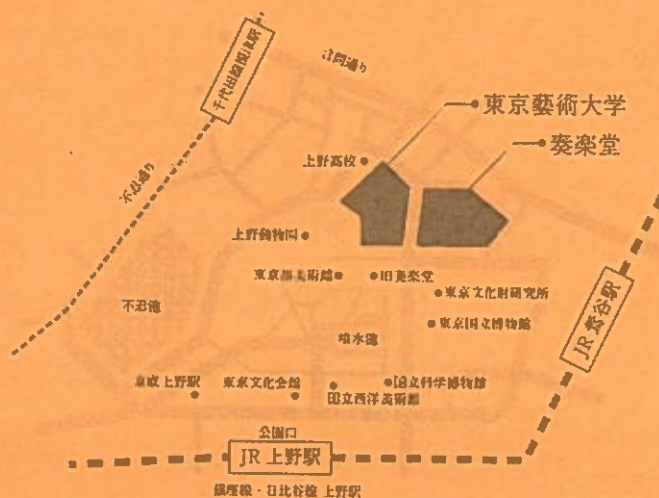 千代田線根津駅
言問通り
東京藝術大学
奏楽堂
上野高校
不忍通り
上野動物園
東京都美術館
旧奏楽堂
東京文化財研究所
不忍池
東京国立博物館
噴水池
JR 鶯谷駅
京成上野駅
東京文化会館
国立西洋美術館
国立科学博物館
公園口
JR 上野駅
銀座線・日比谷線 上野駅